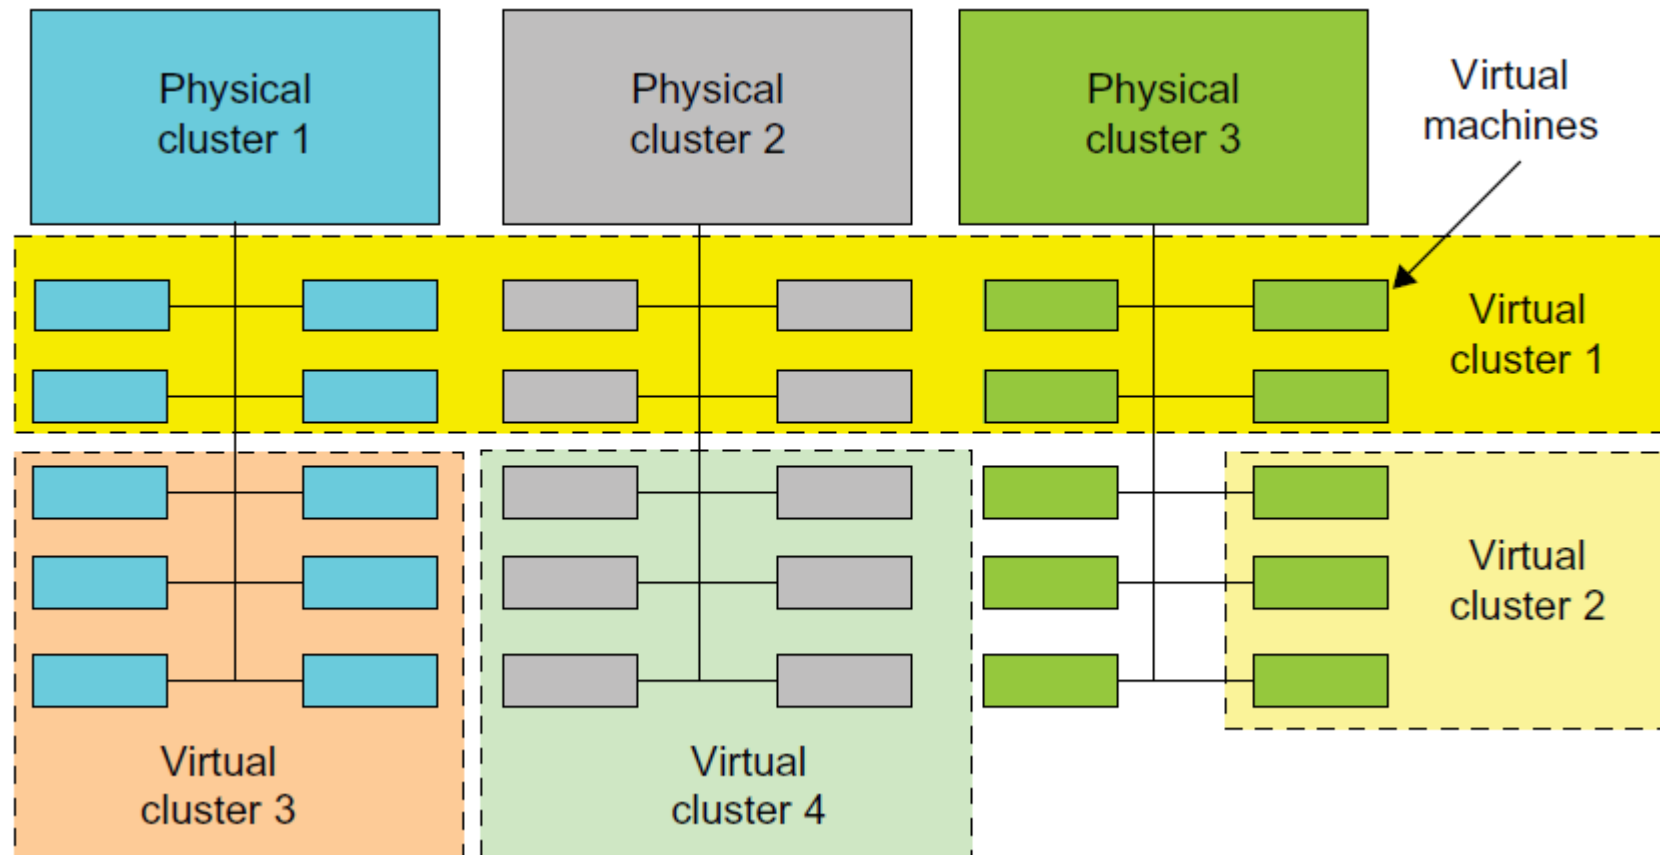 Physical
cluster 1
Physical
cluster 2
Physical
cluster 3
Virtual
machines
Virtual
cluster 1
Virtual
cluster 2
Virtual
cluster 3
Virtual
cluster 4